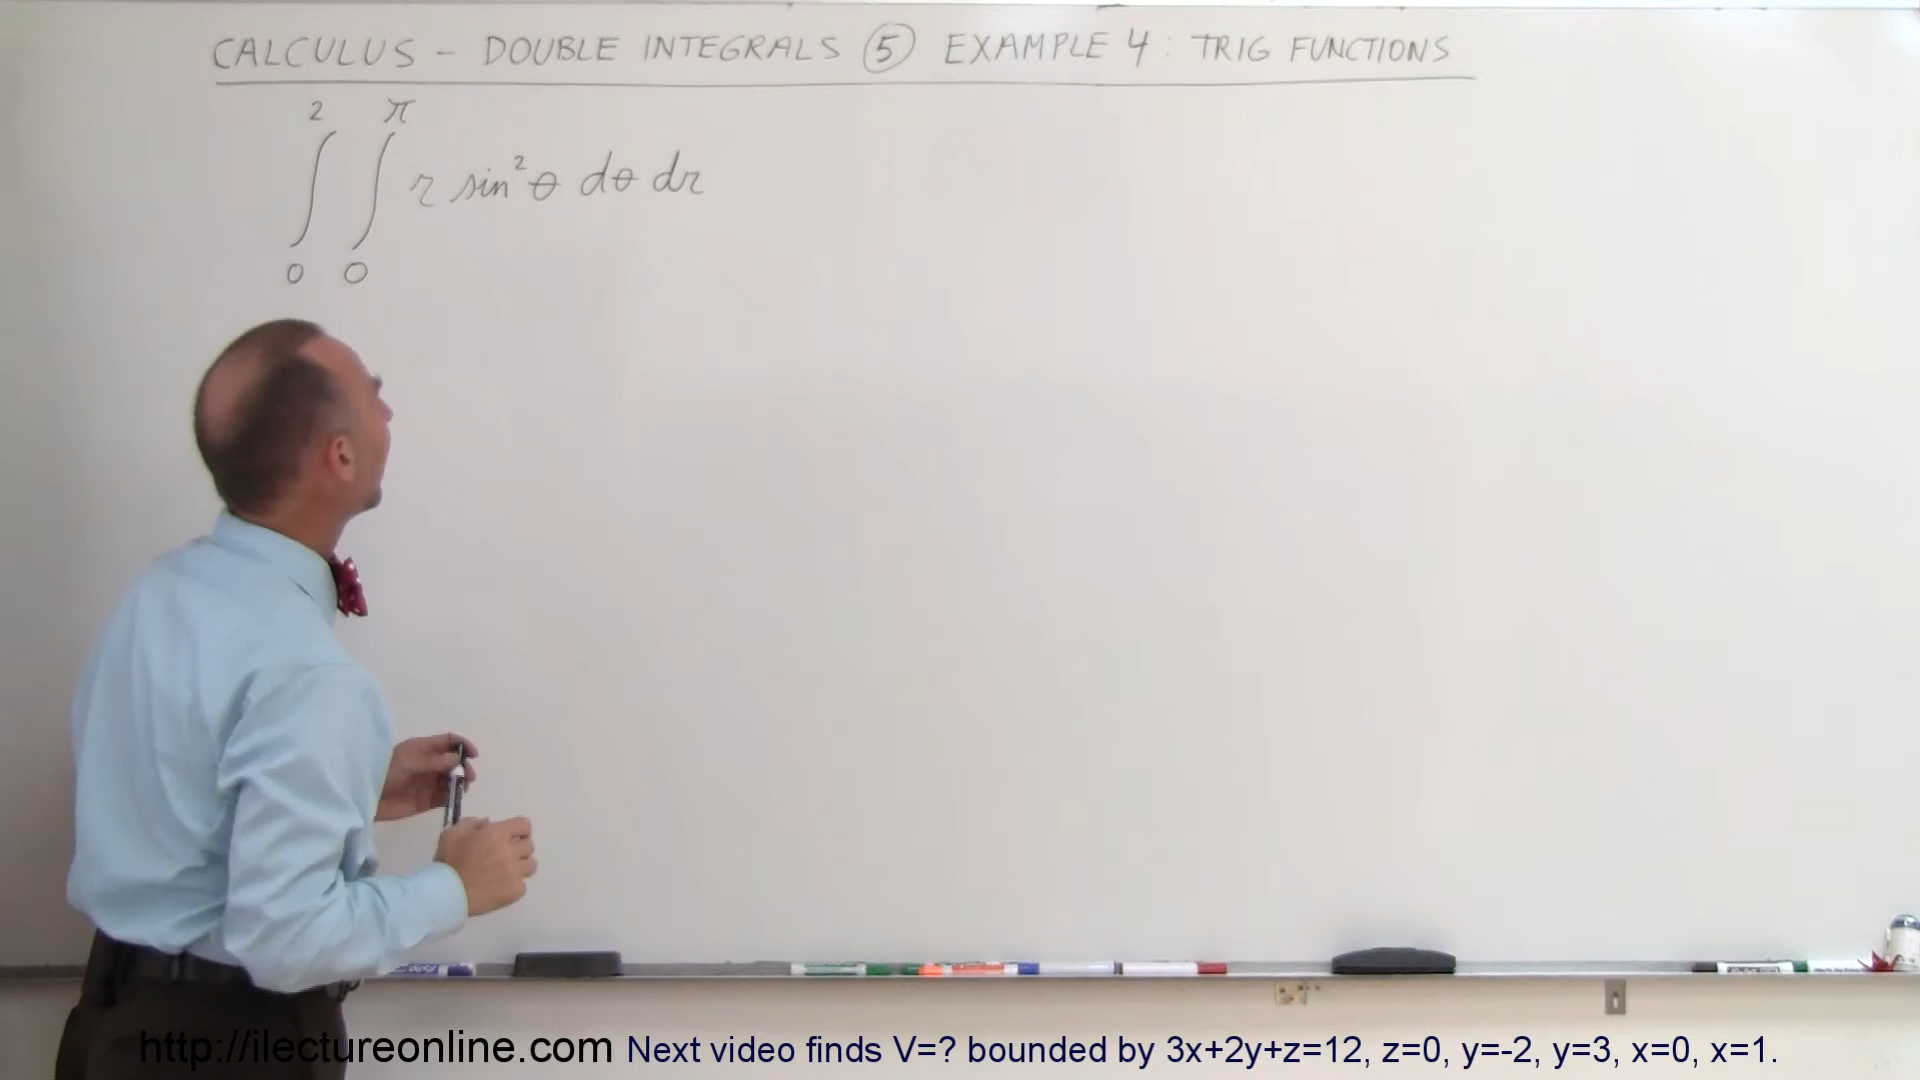 CALCULUS - DOUBLE INTEGRALS ⑤ EXAMPLE 4: TRIG FUNCTIONS
2 π
∫ ∫ r sin²θ dθ dr
0 0
http://ilectureonline.com Next video finds V=? bounded by 3x+2y+z=12, z=0, y=-2, y=3, x=0, x=1.